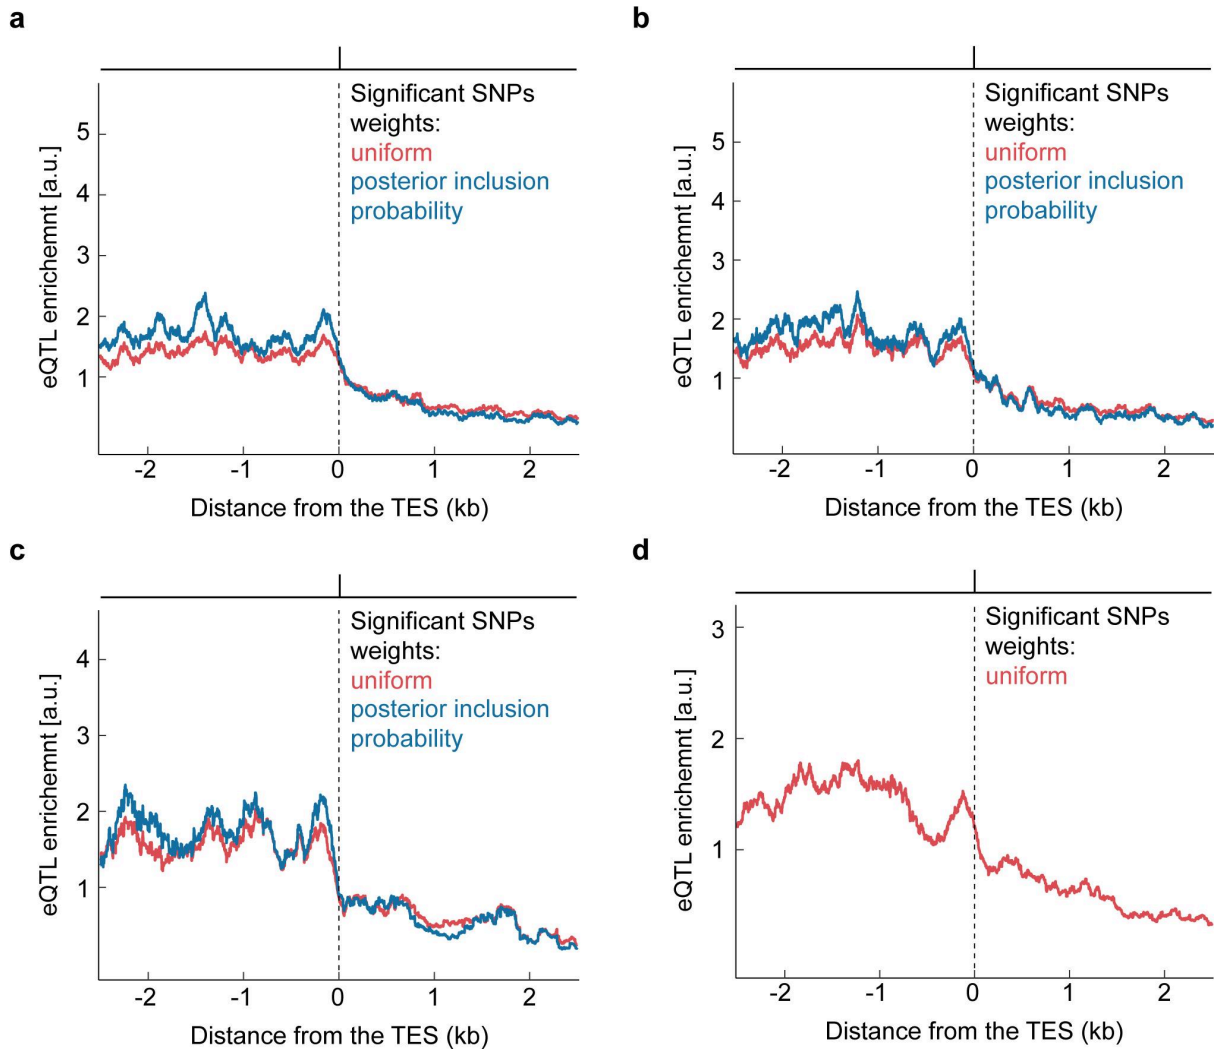 a
Significant SNPs
weights:
uniform
posterior inclusion
probability
eQTL enrichemnt [a.u.]
5
4
3
2
1
-2 -1 0 1 2
Distance from the TES (kb)
b
Significant SNPs
weights:
uniform
posterior inclusion
probability
eQTL enrichemnt [a.u.]
5
4
3
2
1
-2 -1 0 1 2
Distance from the TES (kb)
c
Significant SNPs
weights:
uniform
posterior inclusion
probability
eQTL enrichemnt [a.u.]
4
3
2
1
-2 -1 0 1 2
Distance from the TES (kb)
d
Significant SNPs
weights:
uniform
eQTL enrichemnt [a.u.]
3
2
1
-2 -1 0 1 2
Distance from the TES (kb)